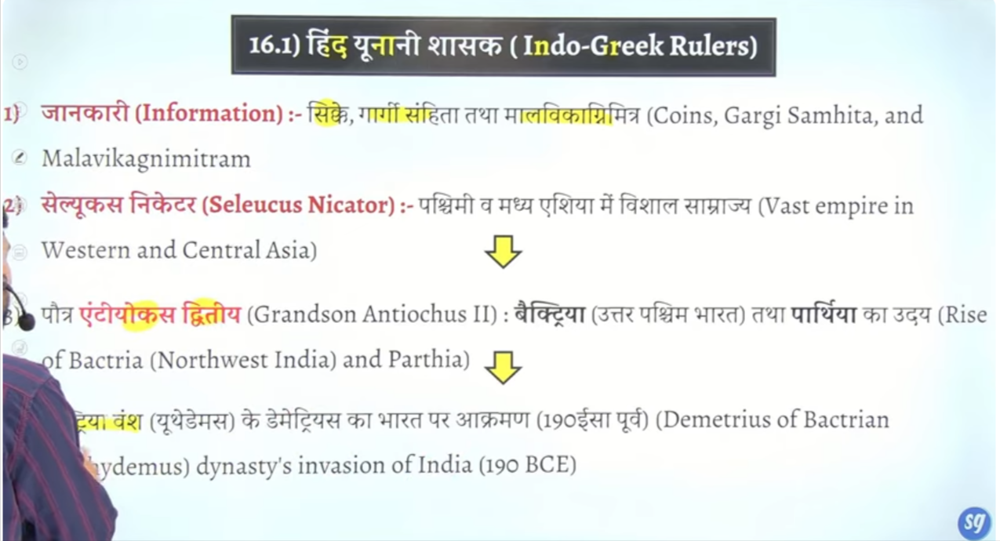 16.1) हिंद यूनानी शासक ( Indo-Greek Rulers)
1) जानकारी (Information) :- सिक्के, गार्गी संहिता तथा मालविकाग्निमित्र (Coins, Gargi Samhita, and
Malavikagnimitram
2) सेल्यूकस निकेटर (Seleucus Nicator) :- पश्चिमी व मध्य एशिया में विशाल साम्राज्य (Vast empire in
Western and Central Asia)
3) पौत्र एंटीयोकस द्वितीय (Grandson Antiochus II) : बैक्ट्रिया (उत्तर पश्चिम भारत) तथा पार्थिया का उदय (Rise
of Bactria (Northwest India) and Parthia)
वंश (यूथेडेमस) के डेमेट्रियस का भारत पर आक्रमण (190ईसा पूर्व) (Demetrius of Bactrian
dynasty's invasion of India (190 BCE)
sg